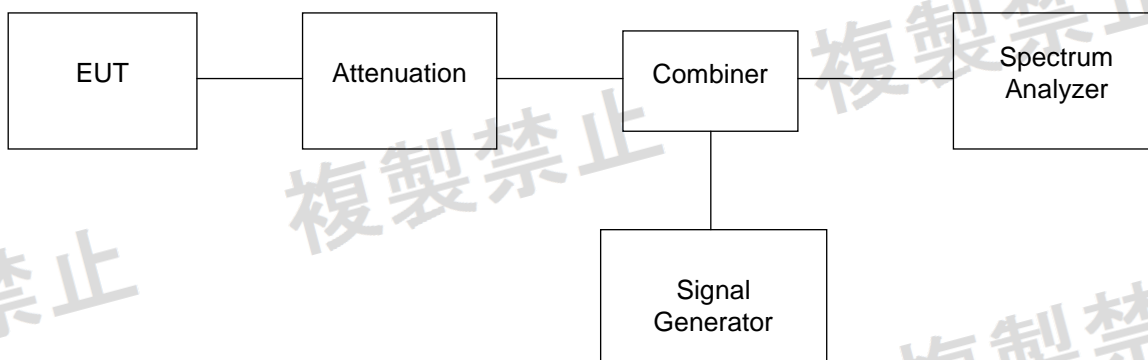 EUT
Attenuation
Combiner
Spectrum
Analyzer
Signal
Generator
複製禁止
複製禁止
禁止
複製禁